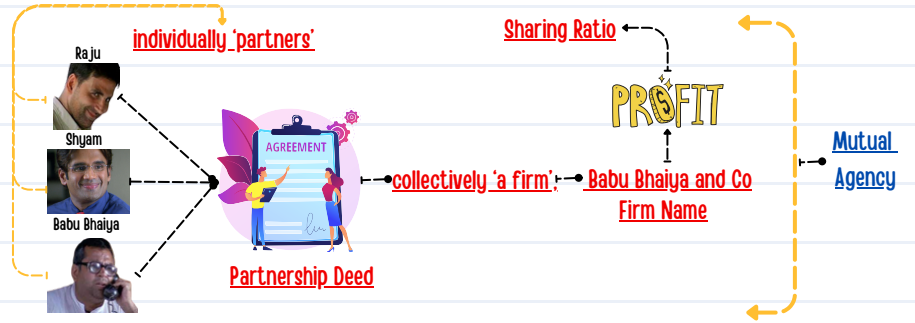 individually 'partners'
Raju
Shyam
Babu Bhaiya
AGREEMENT
Partnership Deed
collectively 'a firm',
Sharing Ratio
PROFIT
Babu Bhaiya and Co
Firm Name
Mutual
Agency